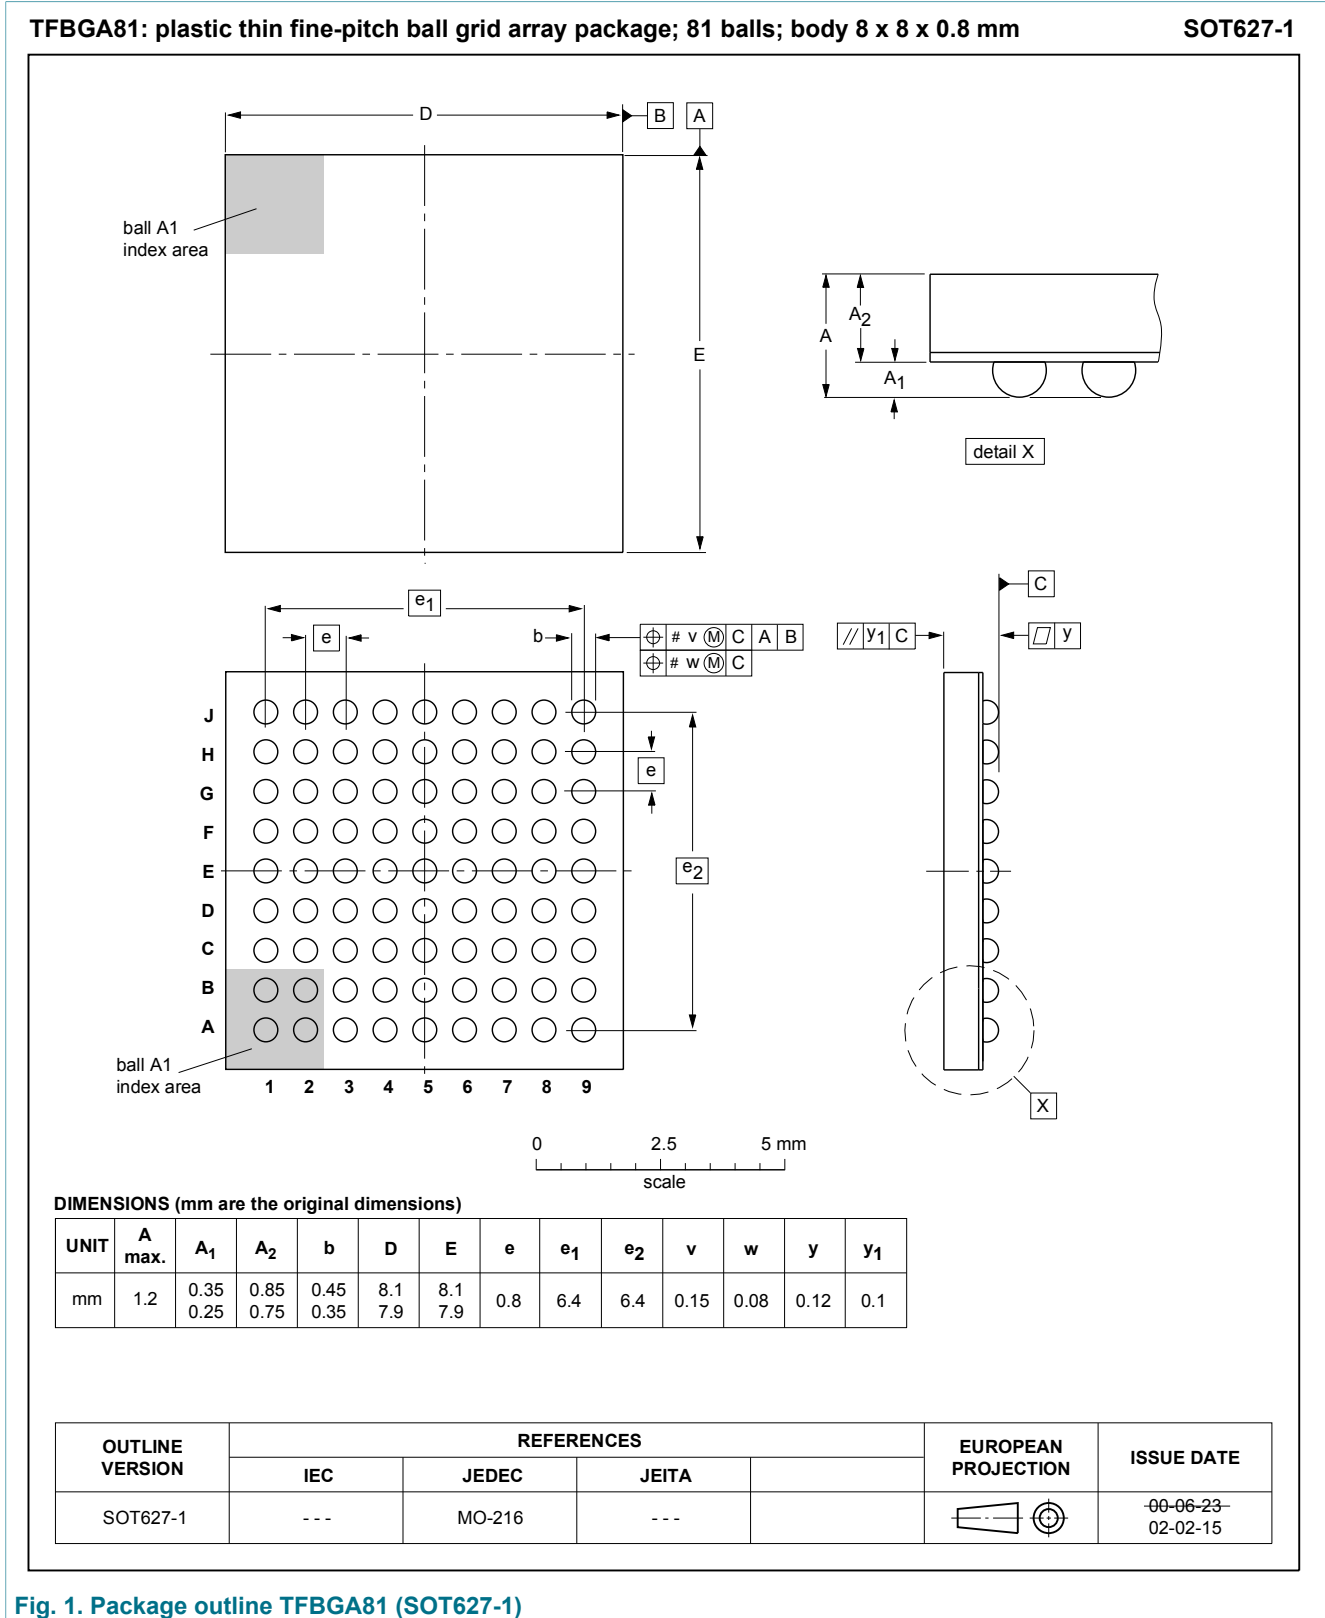 TFBGA81: plastic thin fine-pitch ball grid array package; 81 balls; body 8 x 8 x 0.8 mm SOT627-1
D B A
ball A1
index area
E
A A2
A1
detail X
e1
e b # v M C A B
# w M C
y1 C C y
J
H
G
F
E
D
C
B
A
e
e2
ball A1
index area
1 2 3 4 5 6 7 8 9
X
0 2.5 5 mm
scale
DIMENSIONS (mm are the original dimensions)
UNIT A max. A1 A2 b D E e e1 e2 v w y y1
mm 1.2 0.35 0.25 0.85 0.75 0.45 0.35 8.1 7.9 8.1 7.9 0.8 6.4 6.4 0.15 0.08 0.12 0.1
OUTLINE VERSION REFERENCES EUROPEAN PROJECTION ISSUE DATE
IEC JEDEC JEITA
SOT627-1 - - - MO-216 - - - 00-06-23
02-02-15
Fig. 1. Package outline TFBGA81 (SOT627-1)